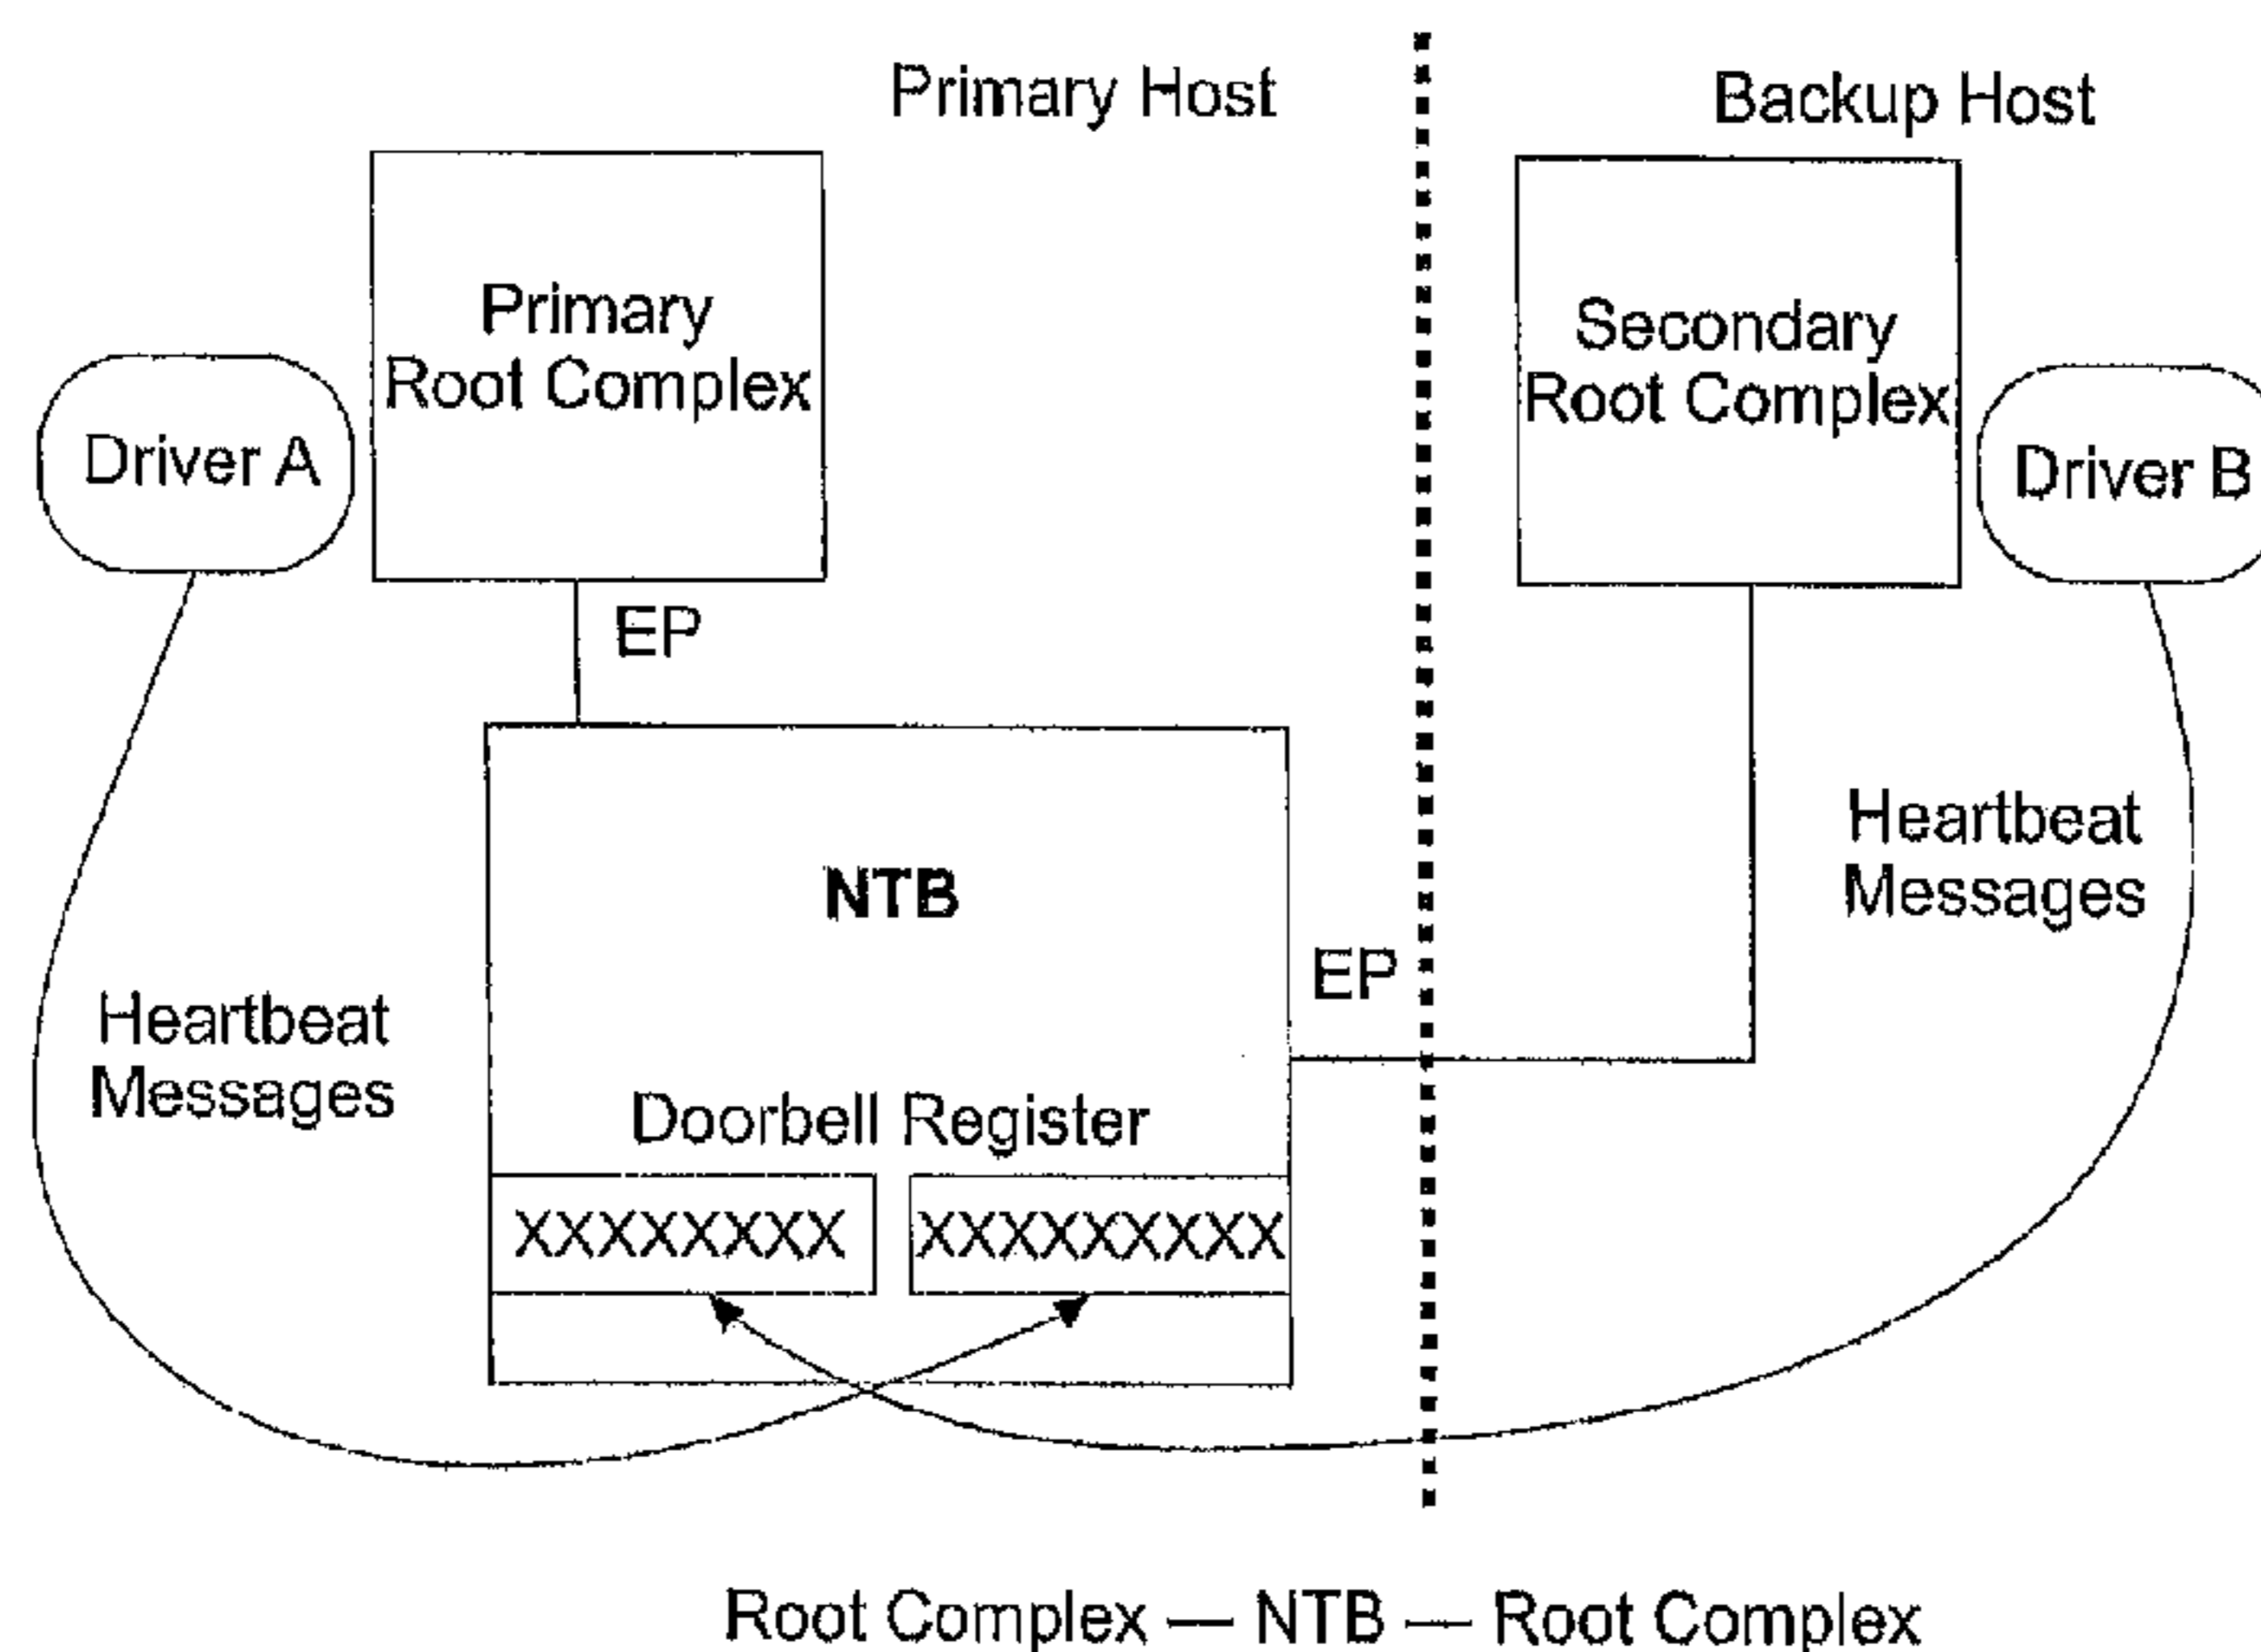 Primary Host
Backup Host
Primary
Root Complex
Secondary
Root Complex
Driver A
Driver B
EP
NTB
Heartbeat
Messages
EP
Heartbeat
Messages
Doorbell Register
XXXXXXXX
XXXXXXXXX
Root Complex — NTB — Root Complex